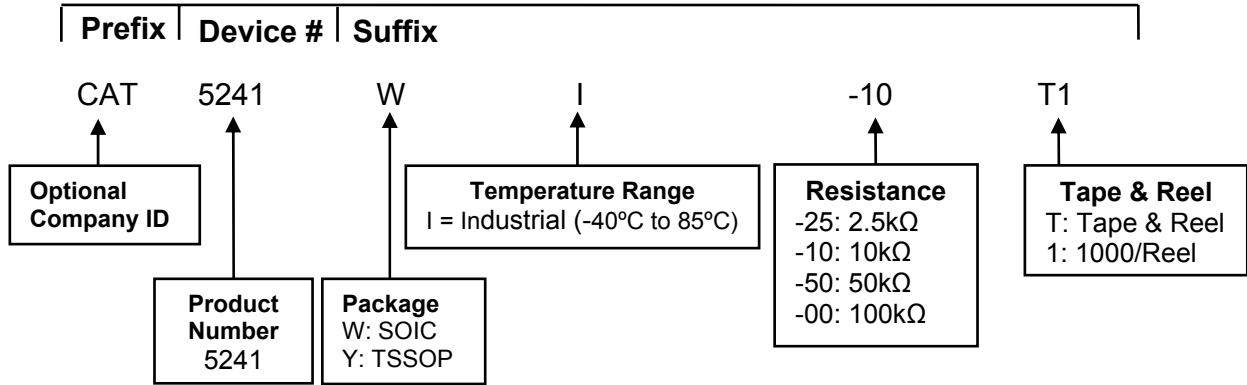 Prefix Device # Suffix
CAT 5241 W I -10 T1
Optional
Company ID
Product
Number
5241
Package
W: SOIC
Y: TSSOP
Temperature Range
I = Industrial (-40ºC to 85ºC)
Resistance
-25: 2.5kΩ
-10: 10kΩ
-50: 50kΩ
-00: 100kΩ
Tape & Reel
T: Tape & Reel
1: 1000/Reel